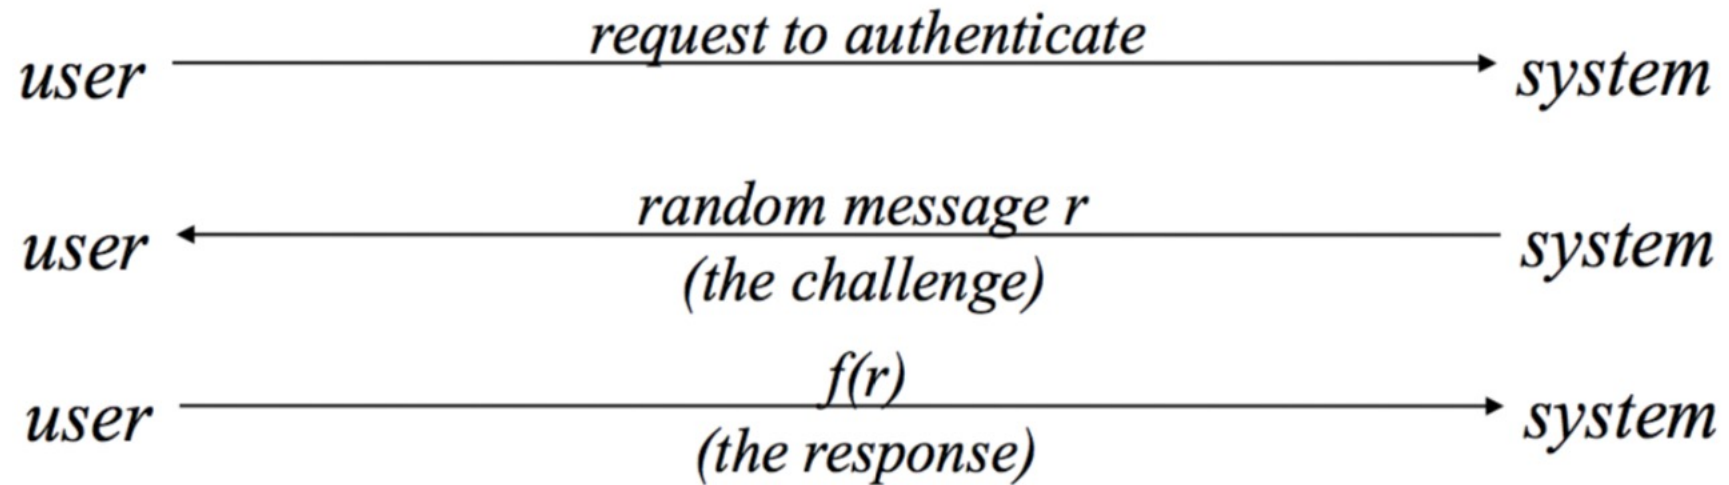 request to authenticate
user system
random message r
user system
(the challenge)
f(r)
user system
(the response)